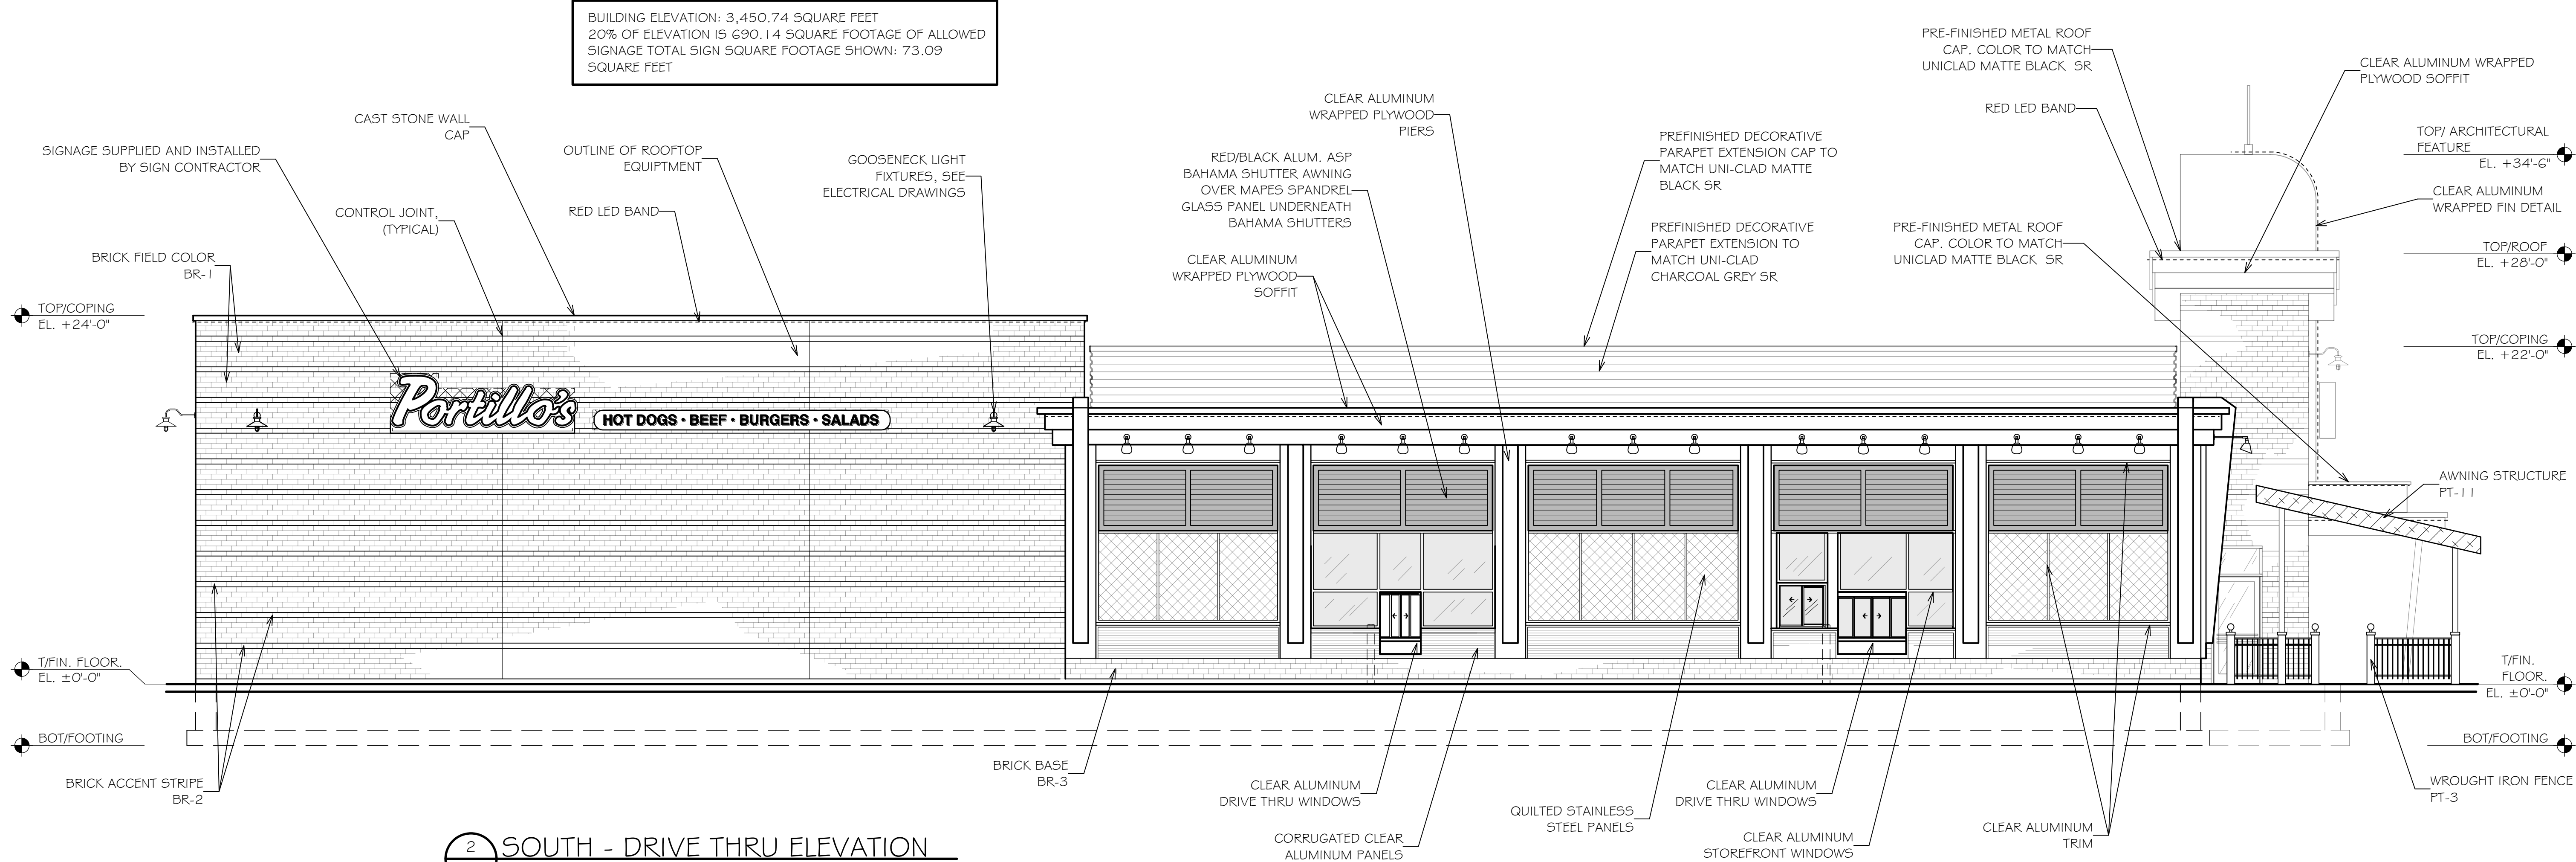 BUILDING ELEVATION: 3,450.74 SQUARE FEET
20% OF ELEVATION IS 690.14 SQUARE FOOTAGE OF ALLOWED
SIGNAGE TOTAL SIGN SQUARE FOOTAGE SHOWN: 73.09
SQUARE FEET
SIGNAGE SUPPLIED AND INSTALLED
BY SIGN CONTRACTOR
CAST STONE WALL
CAP
CONTROL JOINT,
(TYPICAL)
BRICK FIELD COLOR
BR-1
OUTLINE OF ROOFTOP
EQUIPTMENT
RED LED BAND
GOOSENECK LIGHT
FIXTURES, SEE
ELECTRICAL DRAWINGS
CLEAR ALUMINUM
WRAPPED PLYWOOD
PIERS
RED/BLACK ALUM. ASP
BAHAMA SHUTTER AWNING
OVER MAPES SPANDREL
GLASS PANEL UNDERNEATH
BAHAMA SHUTTERS
CLEAR ALUMINUM
WRAPPED PLYWOOD
SOFFIT
PREFINISHED DECORATIVE
PARAPET EXTENSION CAP TO
MATCH UNI-CLAD MATTE
BLACK SR
PREFINISHED DECORATIVE
PARAPET EXTENSION TO
MATCH UNI-CLAD
CHARCOAL GREY SR
PRE-FINISHED METAL ROOF
CAP. COLOR TO MATCH
UNICLAD MATTE BLACK SR
RED LED BAND
PRE-FINISHED METAL ROOF
CAP. COLOR TO MATCH
UNICLAD MATTE BLACK SR
CLEAR ALUMINUM WRAPPED
PLYWOOD SOFFIT
TOP/ ARCHITECTURAL
FEATURE
EL. +34'-6"
CLEAR ALUMINUM
WRAPPED FIN DETAIL
TOP/ROOF
EL. +28'-0"
TOP/COPING
EL. +22'-0"
TOP/COPING
EL. +24'-0"
Portillo's
HOT DOGS • BEEF • BURGERS • SALADS
AWNING STRUCTURE
PT-11
T/FIN. FLOOR.
EL. ±0'-0"
T/FIN.
FLOOR.
EL. ±0'-0"
BOT/FOOTING
BOT/FOOTING
BRICK ACCENT STRIPE
BR-2
BRICK BASE
BR-3
CLEAR ALUMINUM
DRIVE THRU WINDOWS
CORRUGATED CLEAR
ALUMINUM PANELS
QUILTED STAINLESS
STEEL PANELS
CLEAR ALUMINUM
DRIVE THRU WINDOWS
CLEAR ALUMINUM
STOREFRONT WINDOWS
CLEAR ALUMINUM
TRIM
WROUGHT IRON FENCE
PT-3
2 SOUTH - DRIVE THRU ELEVATION